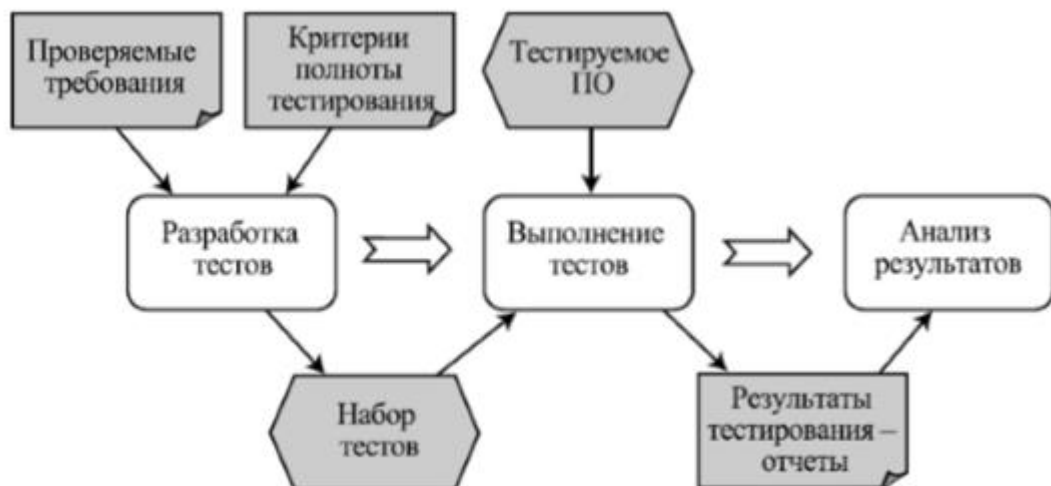 Проверяемые
требования
Критерии
полноты
тестирования
Тестируемое
ПО
Разработка
тестов
Выполнение
тестов
Анализ
результатов
Набор
тестов
Результаты
тестирования –
отчеты